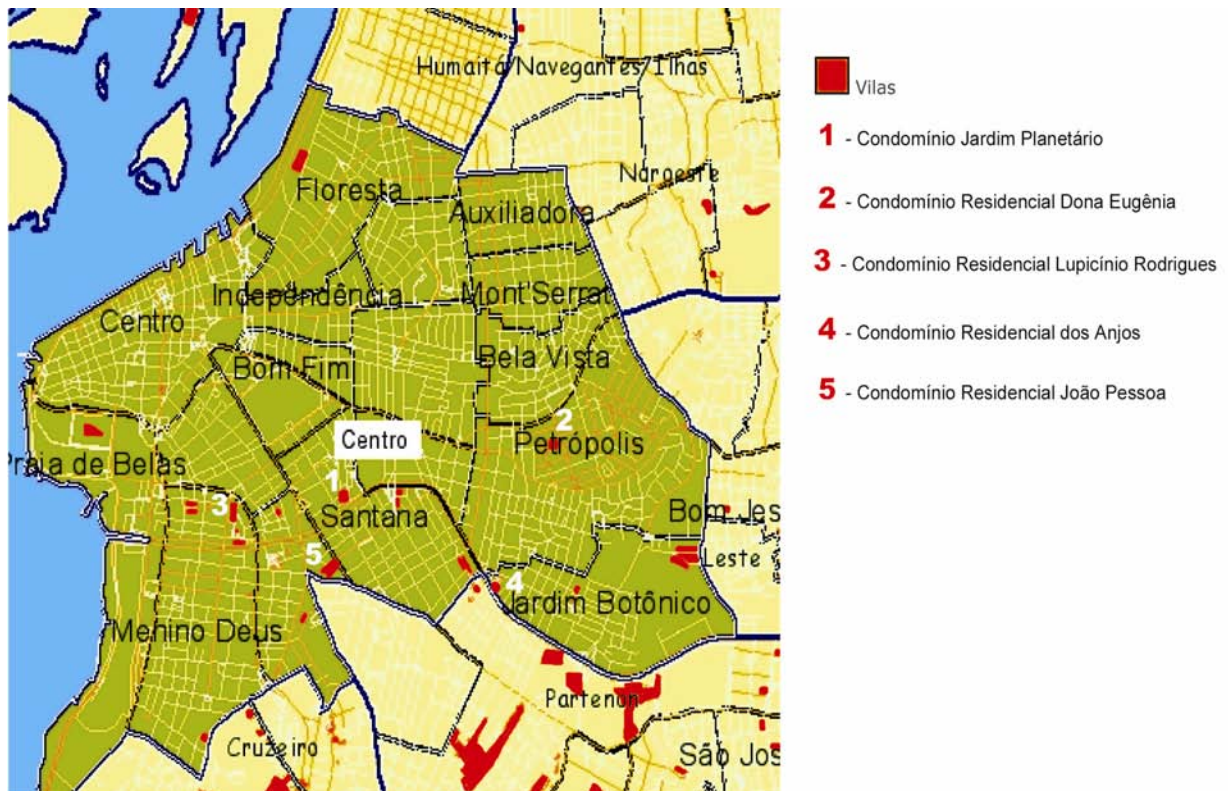 Humaitá/Navegantes/Ilhas
Noroeste
Floresta
Auxiliadora
Independência
Mont'Serrat
Centro
Bom Fim
Bela Vista
2
Centro
Petrópolis
Praia de Belas
1
3
Santana
Bom Jes
5
Leste
4
Jardim Botônico
Menino Deus
Partenon
Cruzeiro
São Jos
Vilas
1 - Condomínio Jardim Planetário
2 - Condomínio Residencial Dona Eugênia
3 - Condomínio Residencial Lupicínio Rodrigues
4 - Condomínio Residencial dos Anjos
5 - Condomínio Residencial João Pessoa